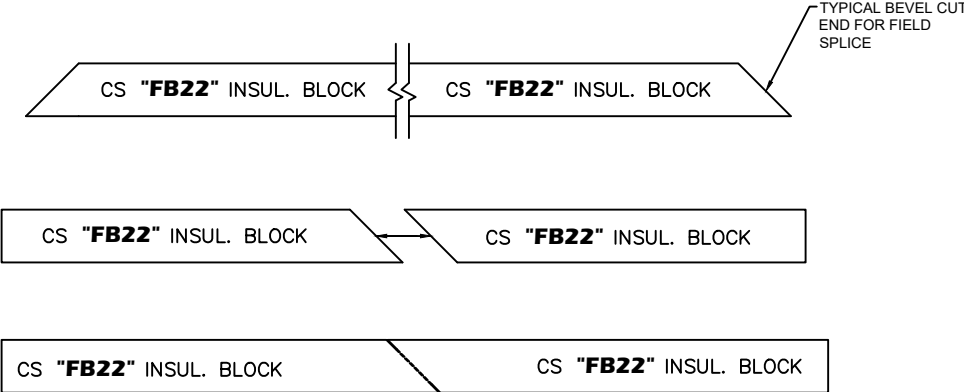 TYPICAL BEVEL CUT
END FOR FIELD
SPLICE
CS "FB22" INSUL. BLOCK
CS "FB22" INSUL. BLOCK
CS "FB22" INSUL. BLOCK
CS "FB22" INSUL. BLOCK
CS "FB22" INSUL. BLOCK
CS "FB22" INSUL. BLOCK